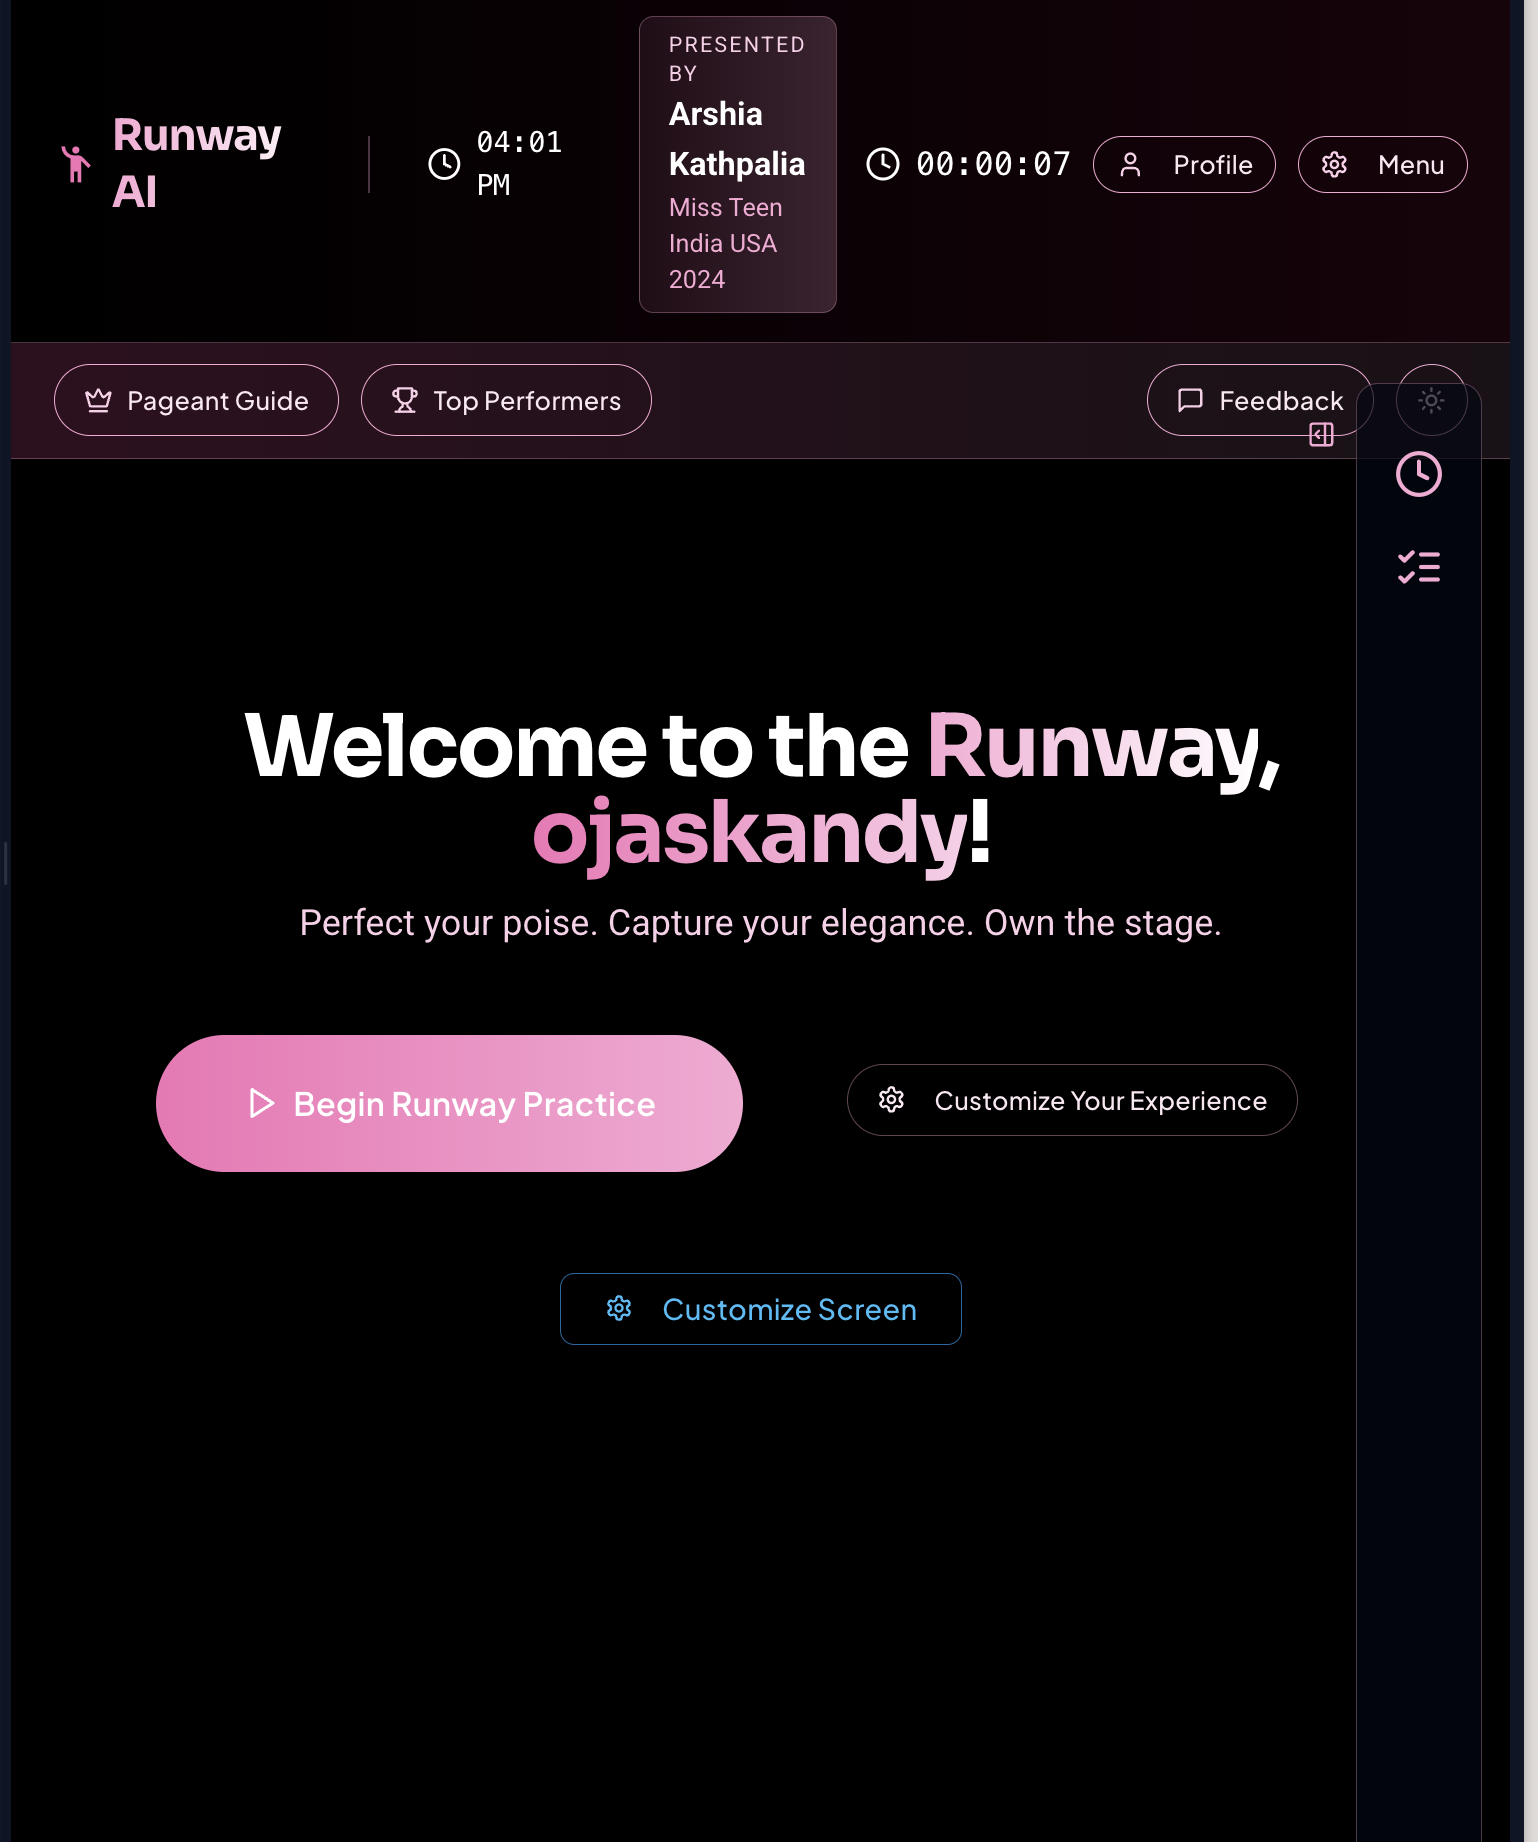 Runway
AI
04:01
PM
PRESENTED
BY
Arshia
Kathpalia
Miss Teen
India USA
2024
00:00:07
Profile
Menu
Pageant Guide
Top Performers
Feedback
Welcome to the Runway,
ojaskandy!
Perfect your poise. Capture your elegance. Own the stage.
Begin Runway Practice
Customize Your Experience
Customize Screen